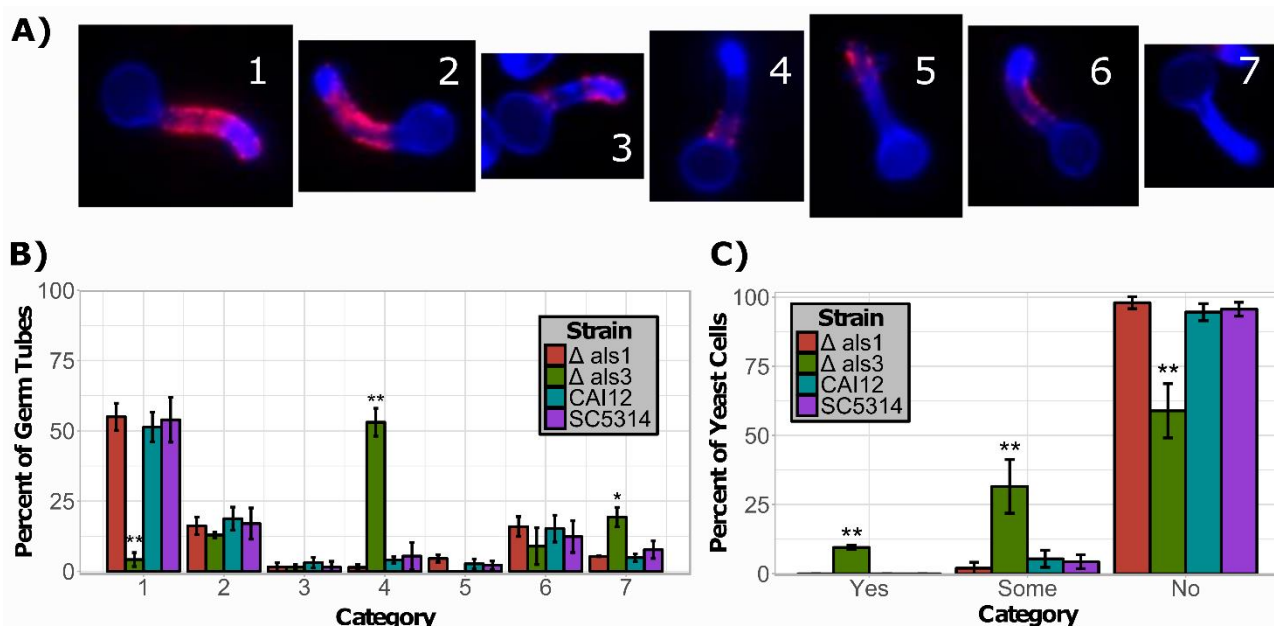 A)
1
2
3
4
5
6
7
B)
Percent of Germ Tubes
100
75
50
25
0
**
**
*
Strain
Δ als1
Δ als3
CAI12
SC5314
1 2 3 4 5 6 7
Category
C)
Percent of Yeast Cells
100
75
50
25
0
Strain
Δ als1
Δ als3
CAI12
SC5314
**
**
**
Yes Some No
Category